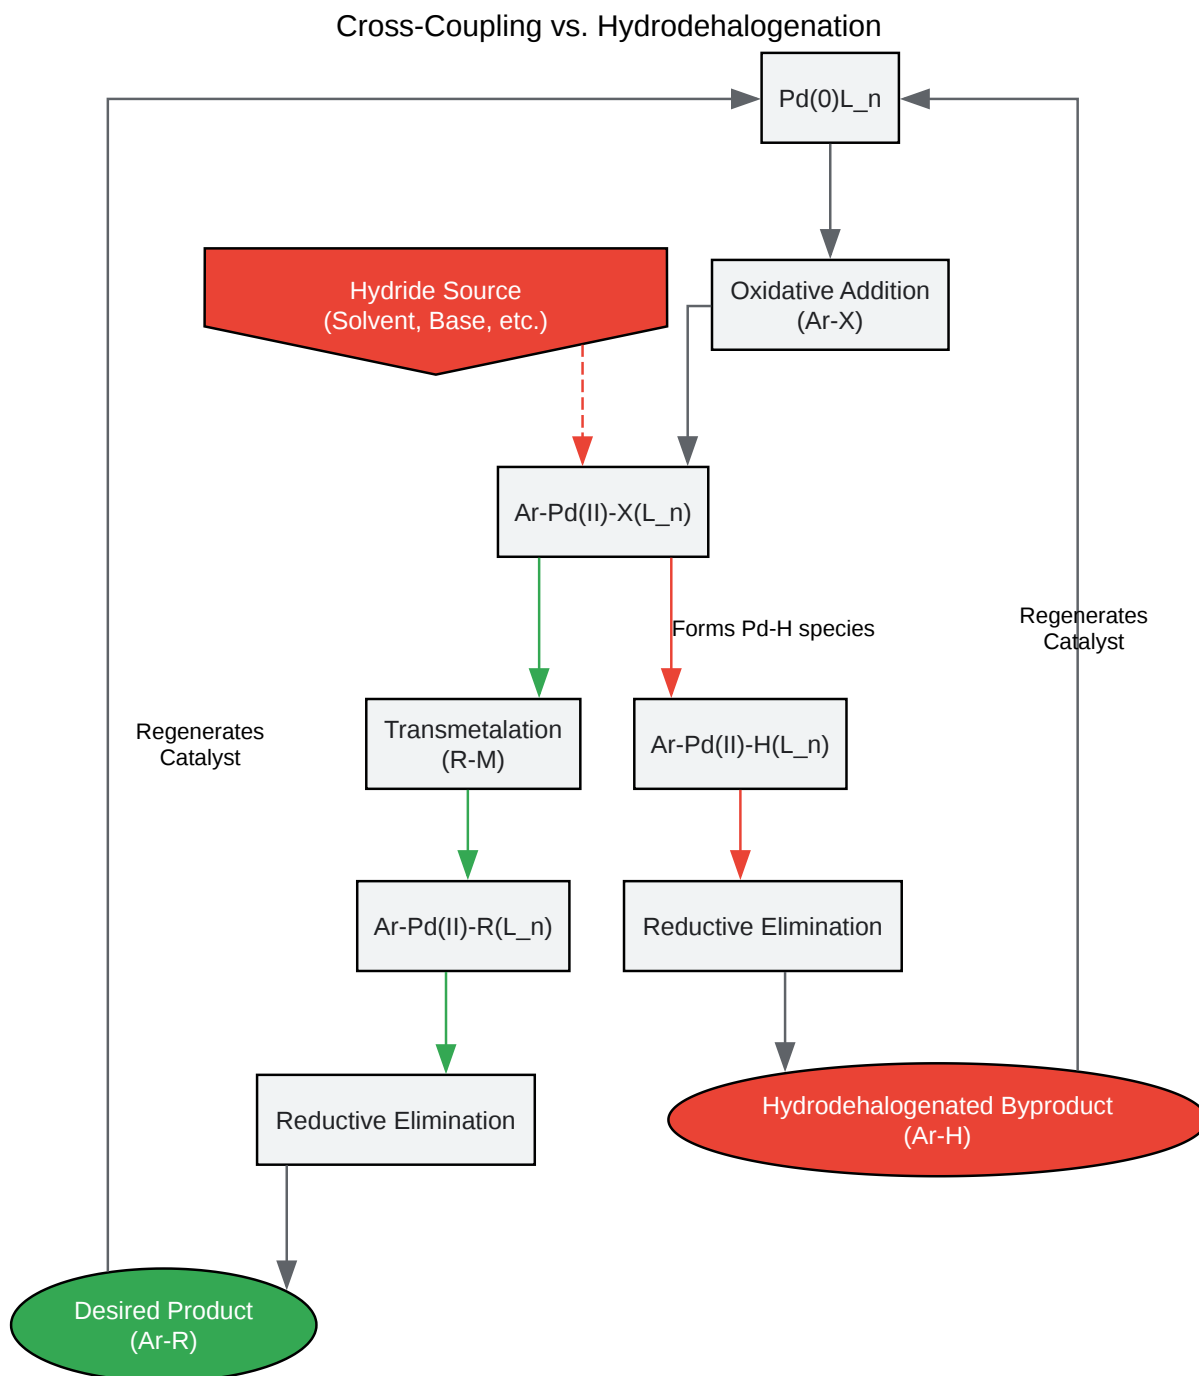 Cross-Coupling vs. Hydrodehalogenation
Pd(0)L_n
Hydride Source
(Solvent, Base, etc.)
Oxidative Addition
(Ar-X)
Ar-Pd(II)-X(L_n)
Forms Pd-H species
Regenerates
Catalyst
Regenerates
Catalyst
Transmetalation
(R-M)
Ar-Pd(II)-H(L_n)
Ar-Pd(II)-R(L_n)
Reductive Elimination
Reductive Elimination
Hydrodehalogenated Byproduct
(Ar-H)
Desired Product
(Ar-R)